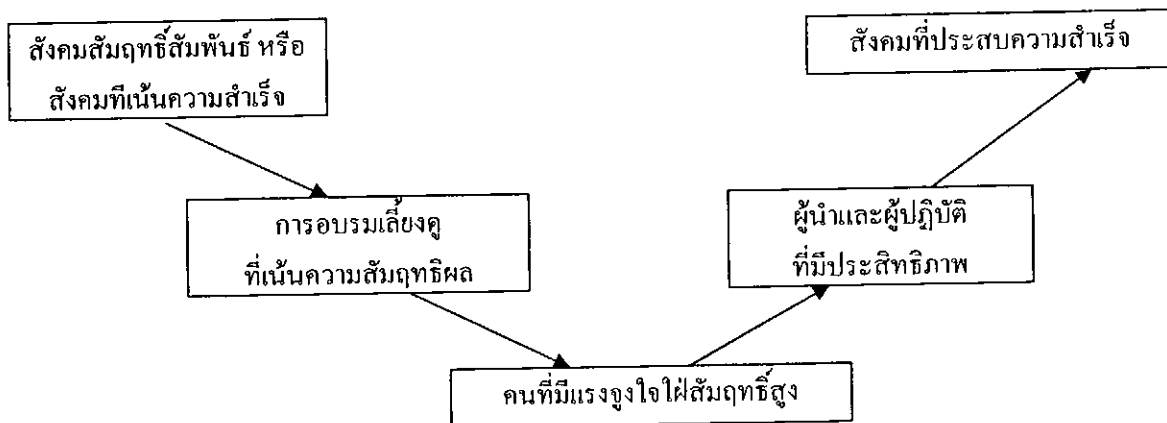 สังคมสัมฤทธิ์สัมพันธ์ หรือ
สังคมที่เน้นความสำเร็จ
การอบรมเลี้ยงดู
ที่เน้นความสัมฤทธิผล
คนที่มีแรงจูงใจใฝ่สัมฤทธิ์สูง
ผู้นำและผู้ปฏิบัติ
ที่มีประสิทธิภาพ
สังคมที่ประสบความสำเร็จ